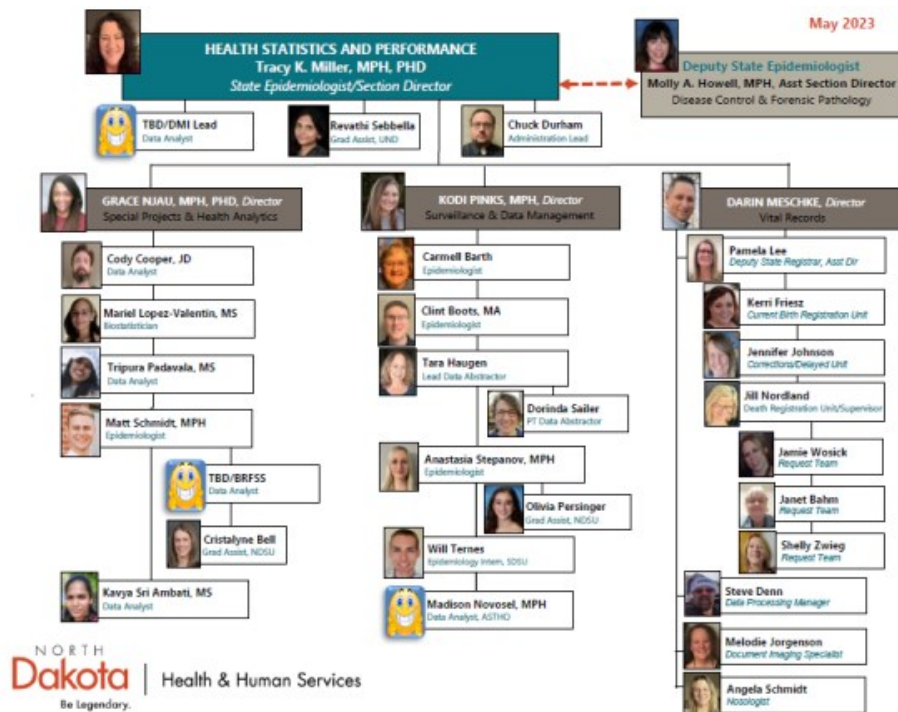 May 2023
HEALTH STATISTICS AND PERFORMANCE
Tracy K. Miller, MPH, PHD
State Epidemiologist/Section Director
Deputy State Epidemiologist
Molly A. Howell, MPH, Asst Section Director
Disease Control & Forensic Pathology
TBD/DMI Lead
Data Analyst
Revathi Sebbella
Grad Assist, UND
Chuck Durham
Administration Lead
GRACE NJAU, MPH, PHD, Director
Special Projects & Health Analytics
Cody Cooper, JD
Data Analyst
Mariel Lopez-Valentin, MS
Biostatistician
Tripura Padavala, MS
Data Analyst
Matt Schmidt, MPH
Epidemiologist
TBD/BRFSS
Data Analyst
Cristalyne Bell
Grad Assist, NDSU
Kavya Sri Ambati, MS
Data Analyst
KODI PINKS, MPH, Director
Surveillance & Data Management
Carmell Barth
Epidemiologist
Clint Boots, MA
Epidemiologist
Tara Haugen
Lead Data Abstractor
Dorinda Sailer
PT Data Abstractor
Anastasia Stepanov, MPH
Epidemiologist
Olivia Persinger
Grad Assist, NDSU
Will Ternes
Epidemiology Intern, SDSU
Madison Novosel, MPH
Data Analyst, ASTHO
DARIN MESCHKE, Director
Vital Records
Pamela Lee
Deputy State Registrar, Asst Dir
Kerri Friesz
Current Birth Registration Unit
Jennifer Johnson
Corrections/Delayed Unit
Jill Nordland
Death Registration Unit/Supervisor
Jamie Wosick
Request Team
Janet Bahm
Request Team
Shelly Zwieg
Request Team
Steve Denn
Data Processing Manager
Melodie Jorgenson
Document Imaging Specialist
Angela Schmidt
Nosologist
NORTH
Dakota
Be Legendary.
Health & Human Services